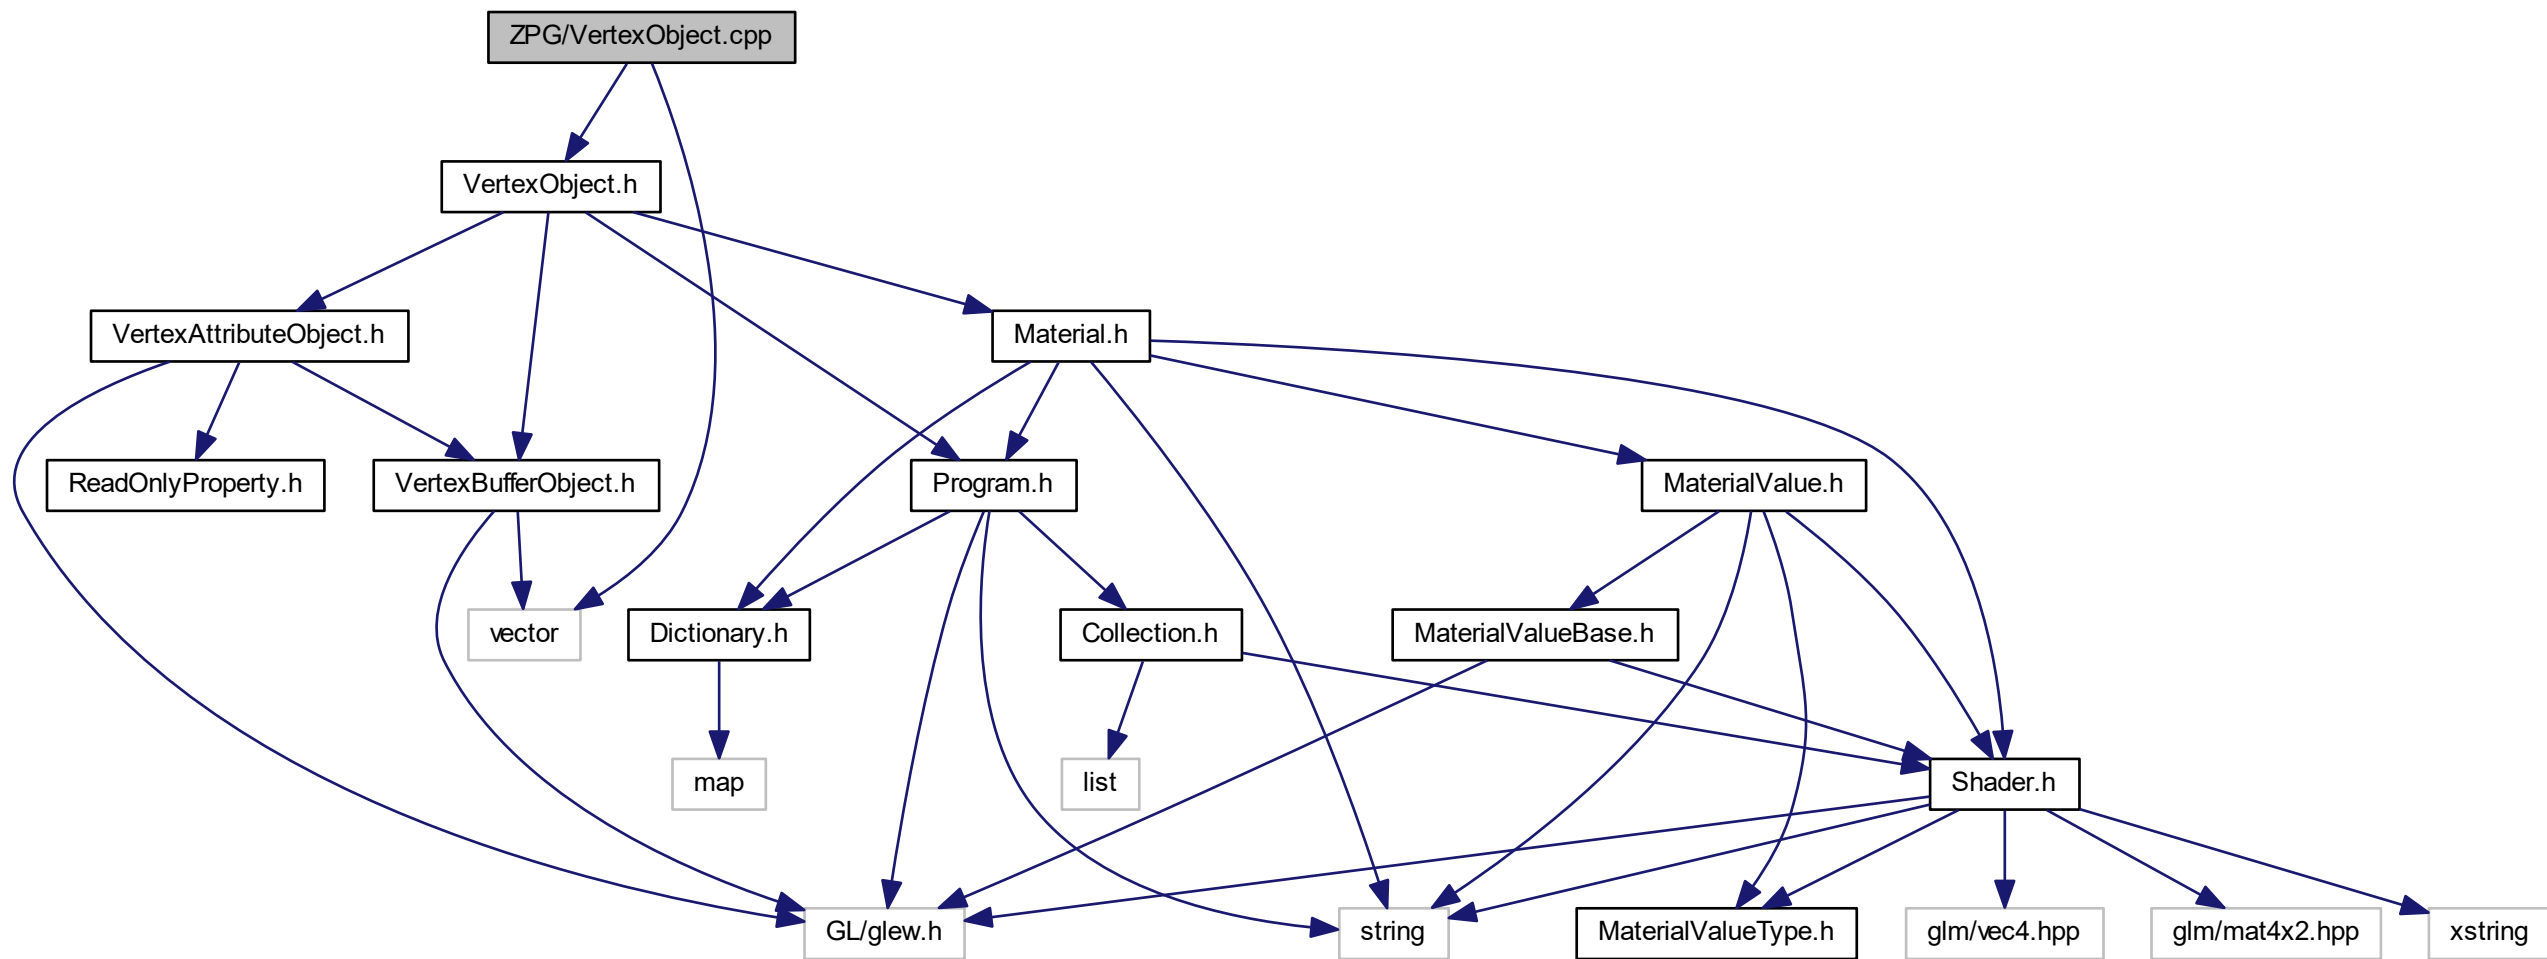 ZPG/VertexObject.cpp
VertexObject.h
VertexAttributeObject.h
Material.h
ReadOnlyProperty.h
VertexBufferObject.h
Program.h
MaterialValue.h
vector
Dictionary.h
Collection.h
MaterialValueBase.h
map
list
Shader.h
GL/glew.h
string
MaterialValueType.h
glm/vec4.hpp
glm/mat4x2.hpp
xstring